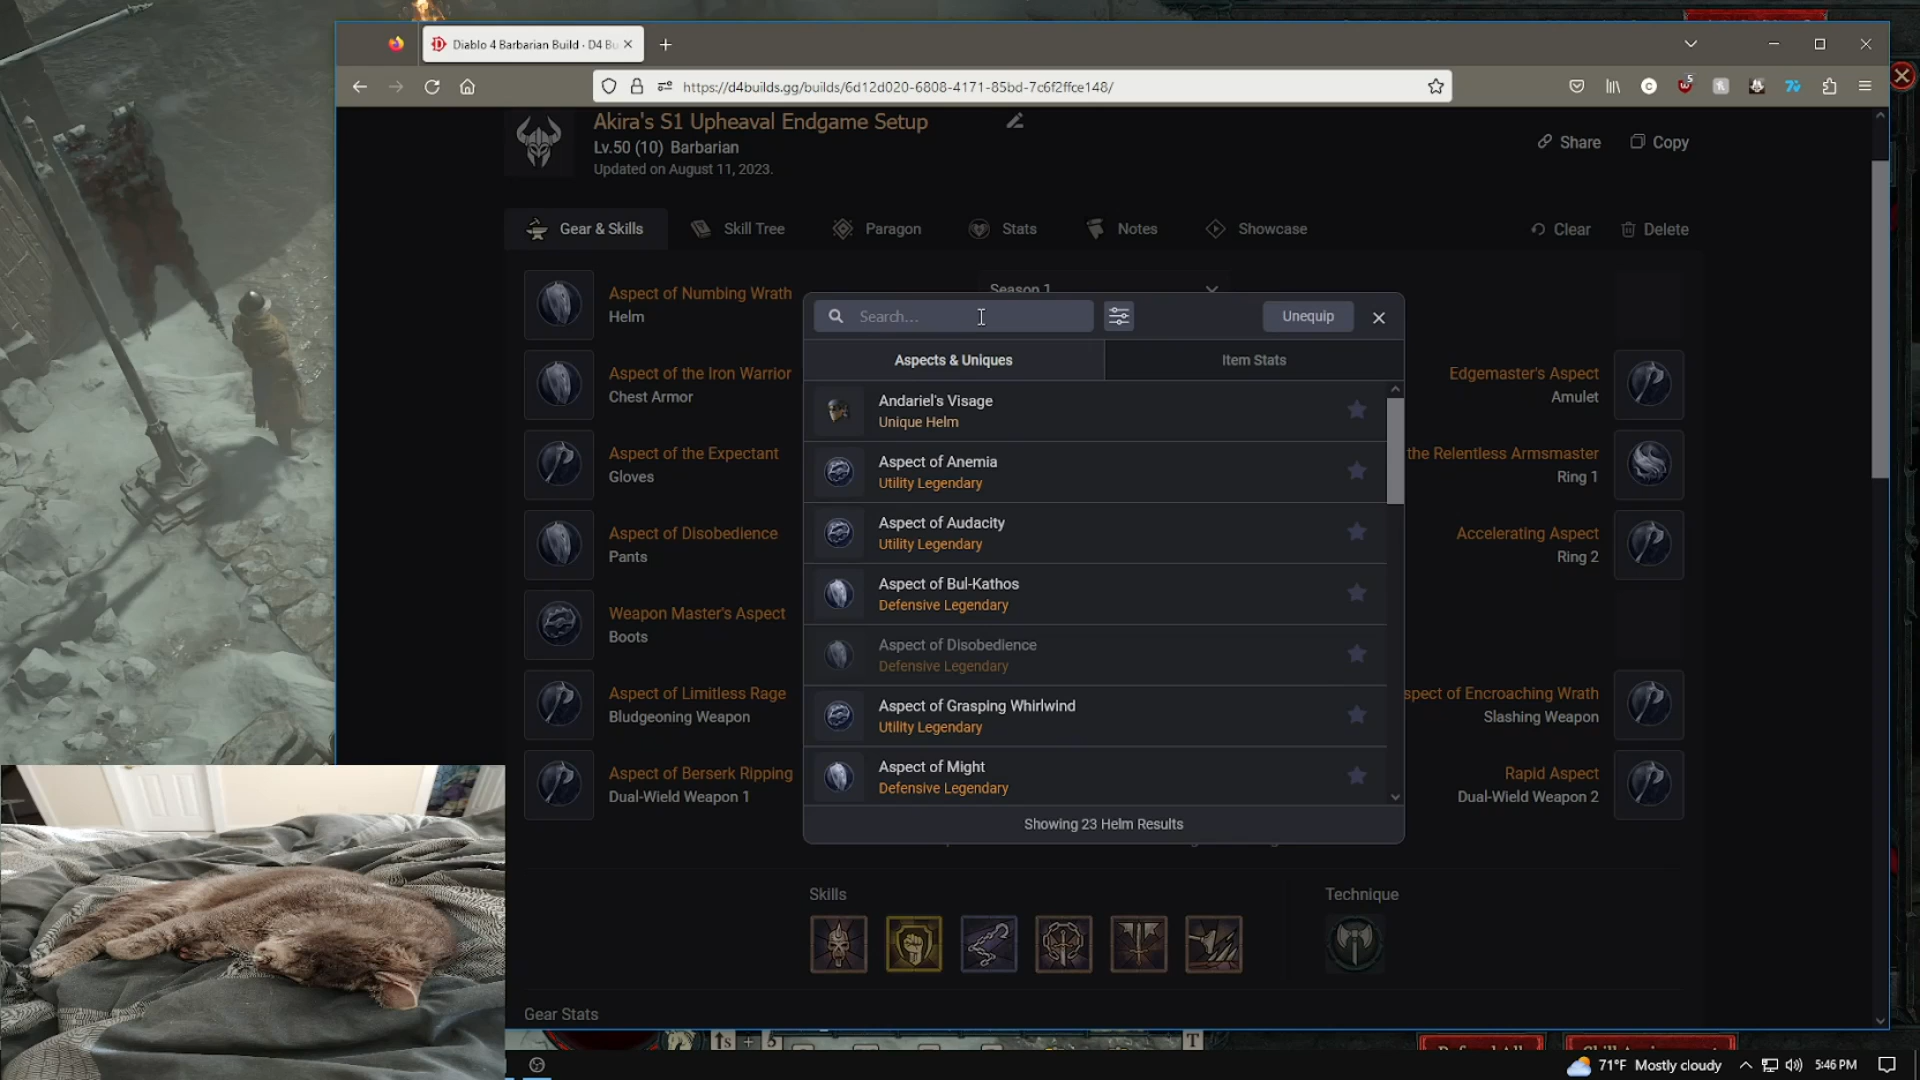 Diablo 4 Barbarian Build · D4 Bu
https://d4builds.gg/builds/6d12d020-6808-4171-85bd-7c6f2ffce148/
Akira's S1 Upheaval Endgame Setup
Lv.50 (10) Barbarian
Updated on August 11, 2023.
Share
Copy
Gear & Skills
Skill Tree
Paragon
Stats
Notes
Showcase
Clear
Delete
Aspect of Numbing Wrath
Helm
Aspect of the Iron Warrior
Chest Armor
Aspect of the Expectant
Gloves
Aspect of Disobedience
Pants
Weapon Master's Aspect
Boots
Aspect of Limitless Rage
Bludgeoning Weapon
Aspect of Berserk Ripping
Dual-Wield Weapon 1
Season 1
Search...
Unequip
Aspects & Uniques
Item Stats
Andariel's Visage
Unique Helm
Aspect of Anemia
Utility Legendary
Aspect of Audacity
Utility Legendary
Aspect of Bul-Kathos
Defensive Legendary
Aspect of Disobedience
Defensive Legendary
Aspect of Grasping Whirlwind
Utility Legendary
Aspect of Might
Defensive Legendary
Showing 23 Helm Results
Edgemaster's Aspect
Amulet
the Relentless Armsmaster
Ring 1
Accelerating Aspect
Ring 2
spect of Encroaching Wrath
Slashing Weapon
Rapid Aspect
Dual-Wield Weapon 2
Skills
Technique
Gear Stats
5
T
71°F Mostly cloudy
5:46 PM